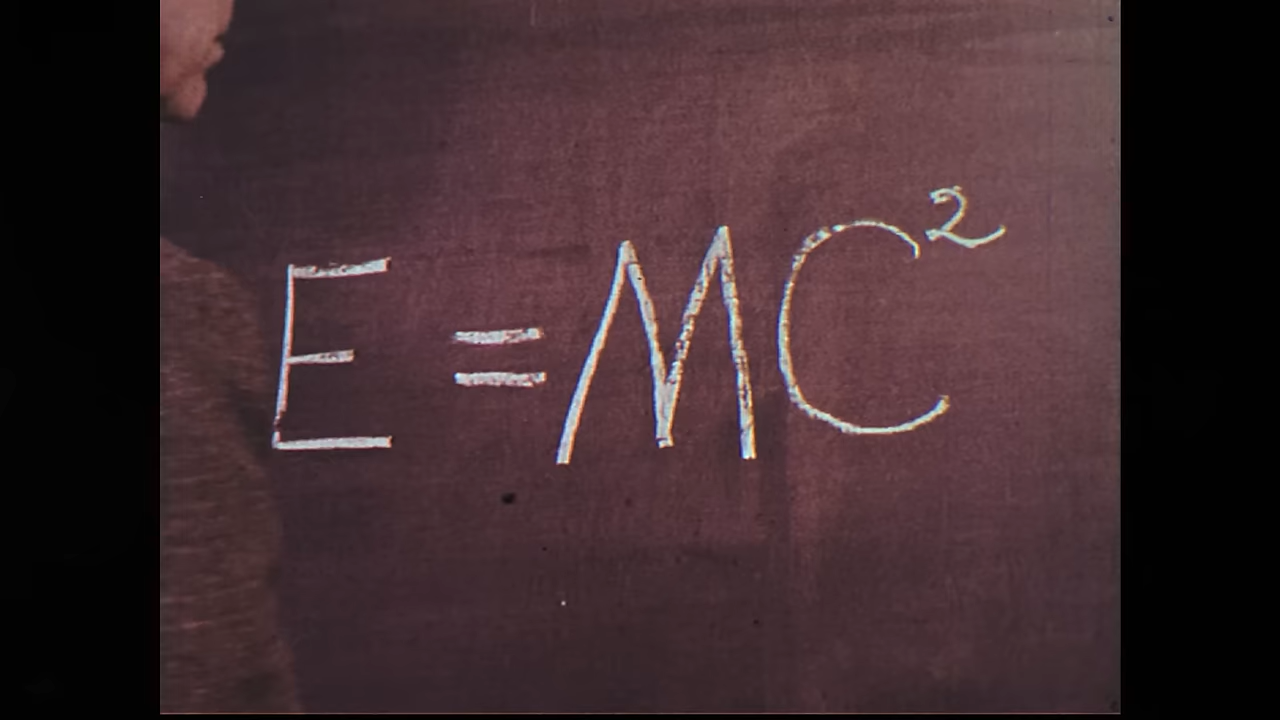 E = MC²